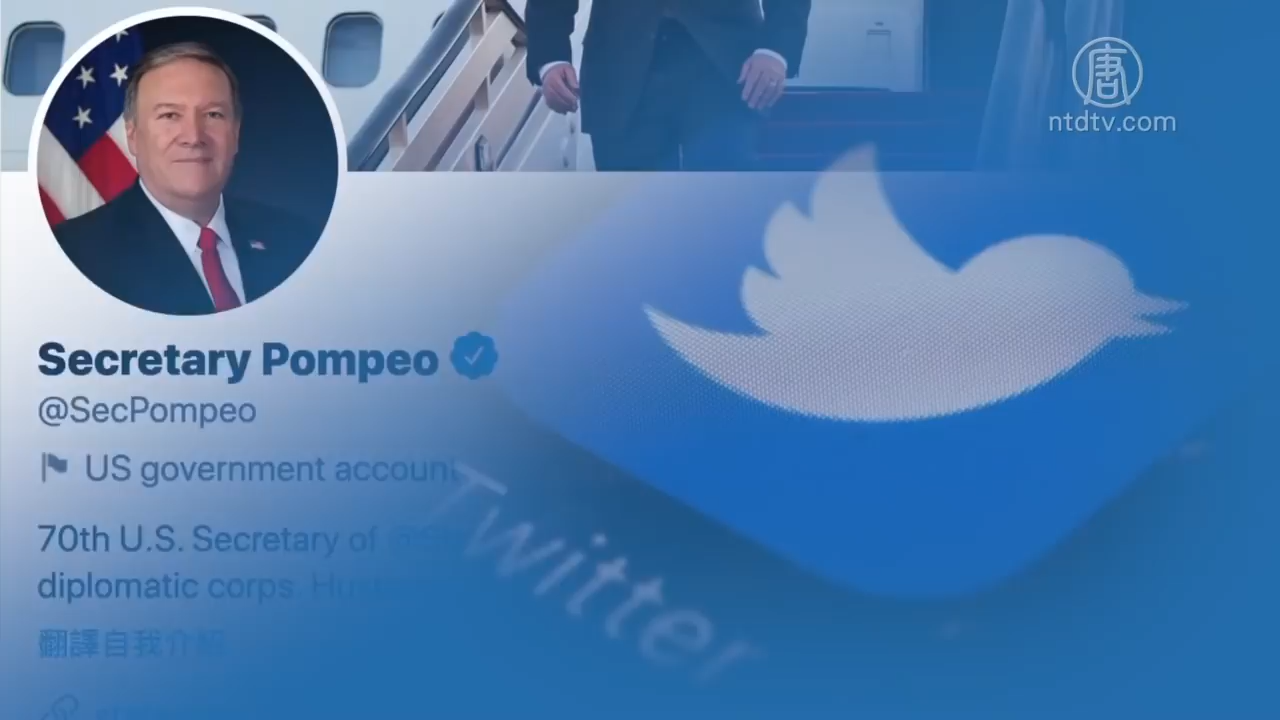 唐
ntdtv.com
Secretary Pompeo
@SecPompeo
US government account
70th U.S. Secretary of
diplomatic corps.
翻譯自我介紹
Twitter